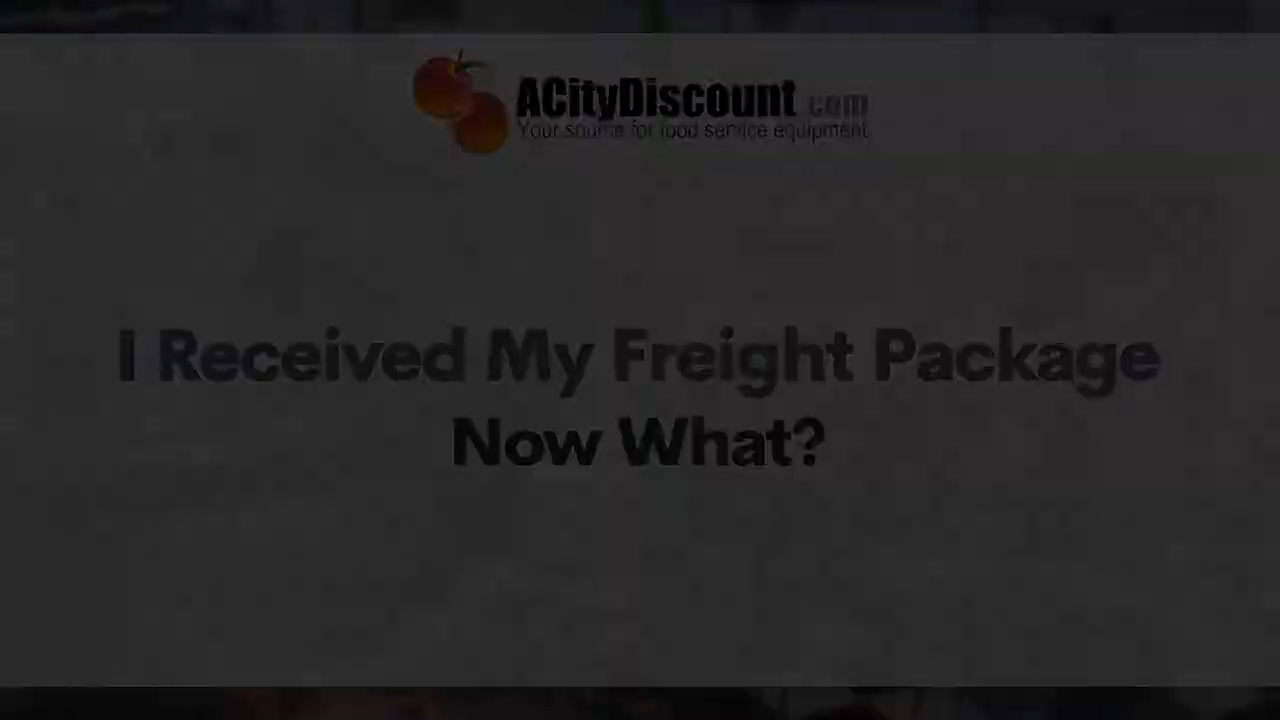 ACityDiscount.com
Your source for food service equipment
I Received My Freight Package
Now What?